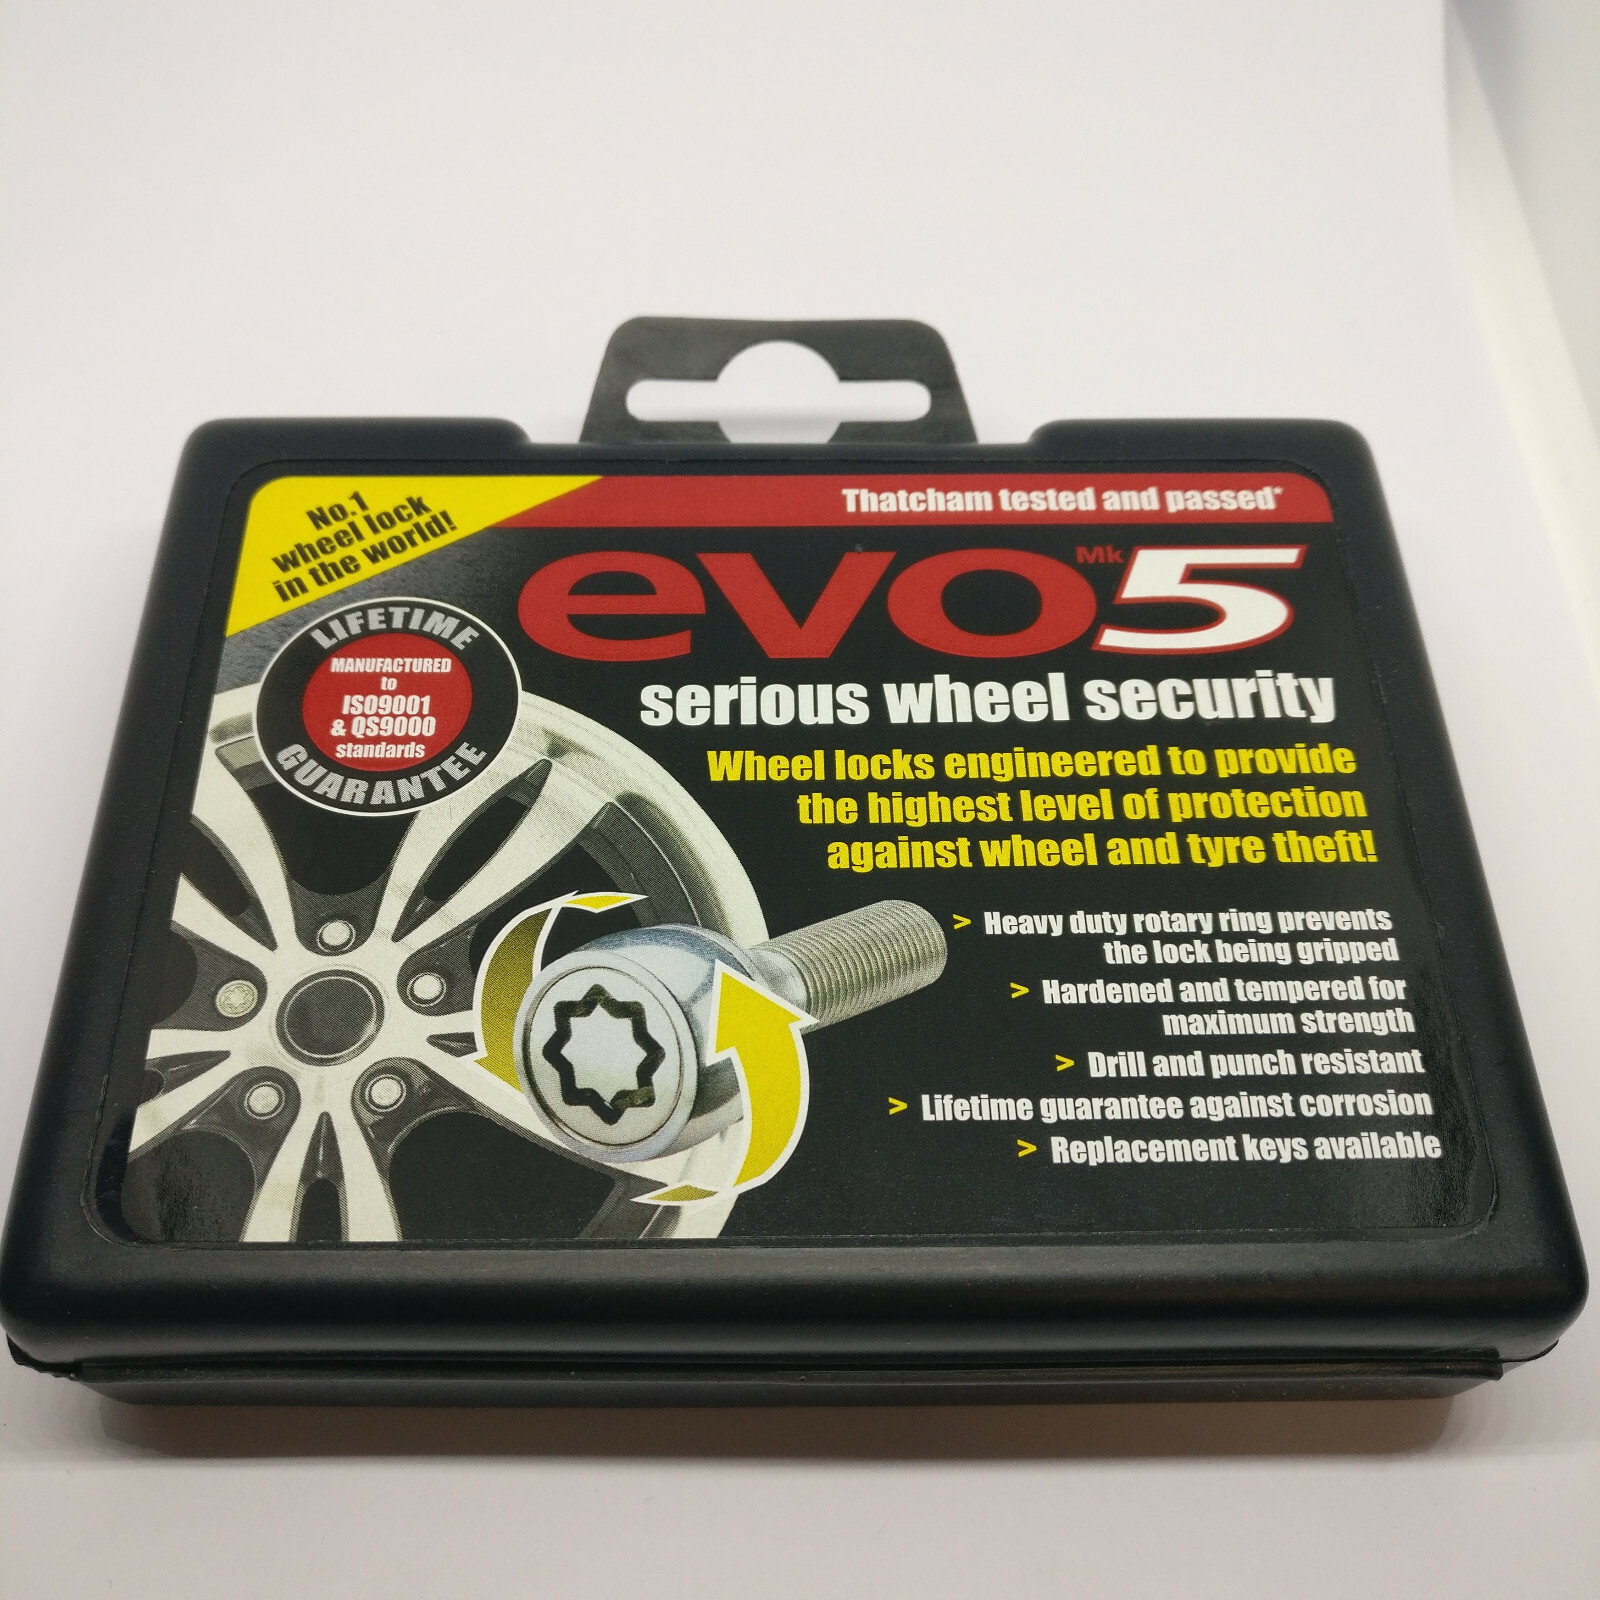 No.1
wheel lock
in the world!
Thatcham tested and passed*
evo Mk 5
serious wheel security
LIFETIME
MANUFACTURED
to
ISO9001
& QS9000
standards
GUARANTEE
Wheel locks engineered to provide
the highest level of protection
against wheel and tyre theft!
> Heavy duty rotary ring prevents
the lock being gripped
> Hardened and tempered for
maximum strength
> Drill and punch resistant
> Lifetime guarantee against corrosion
> Replacement keys available